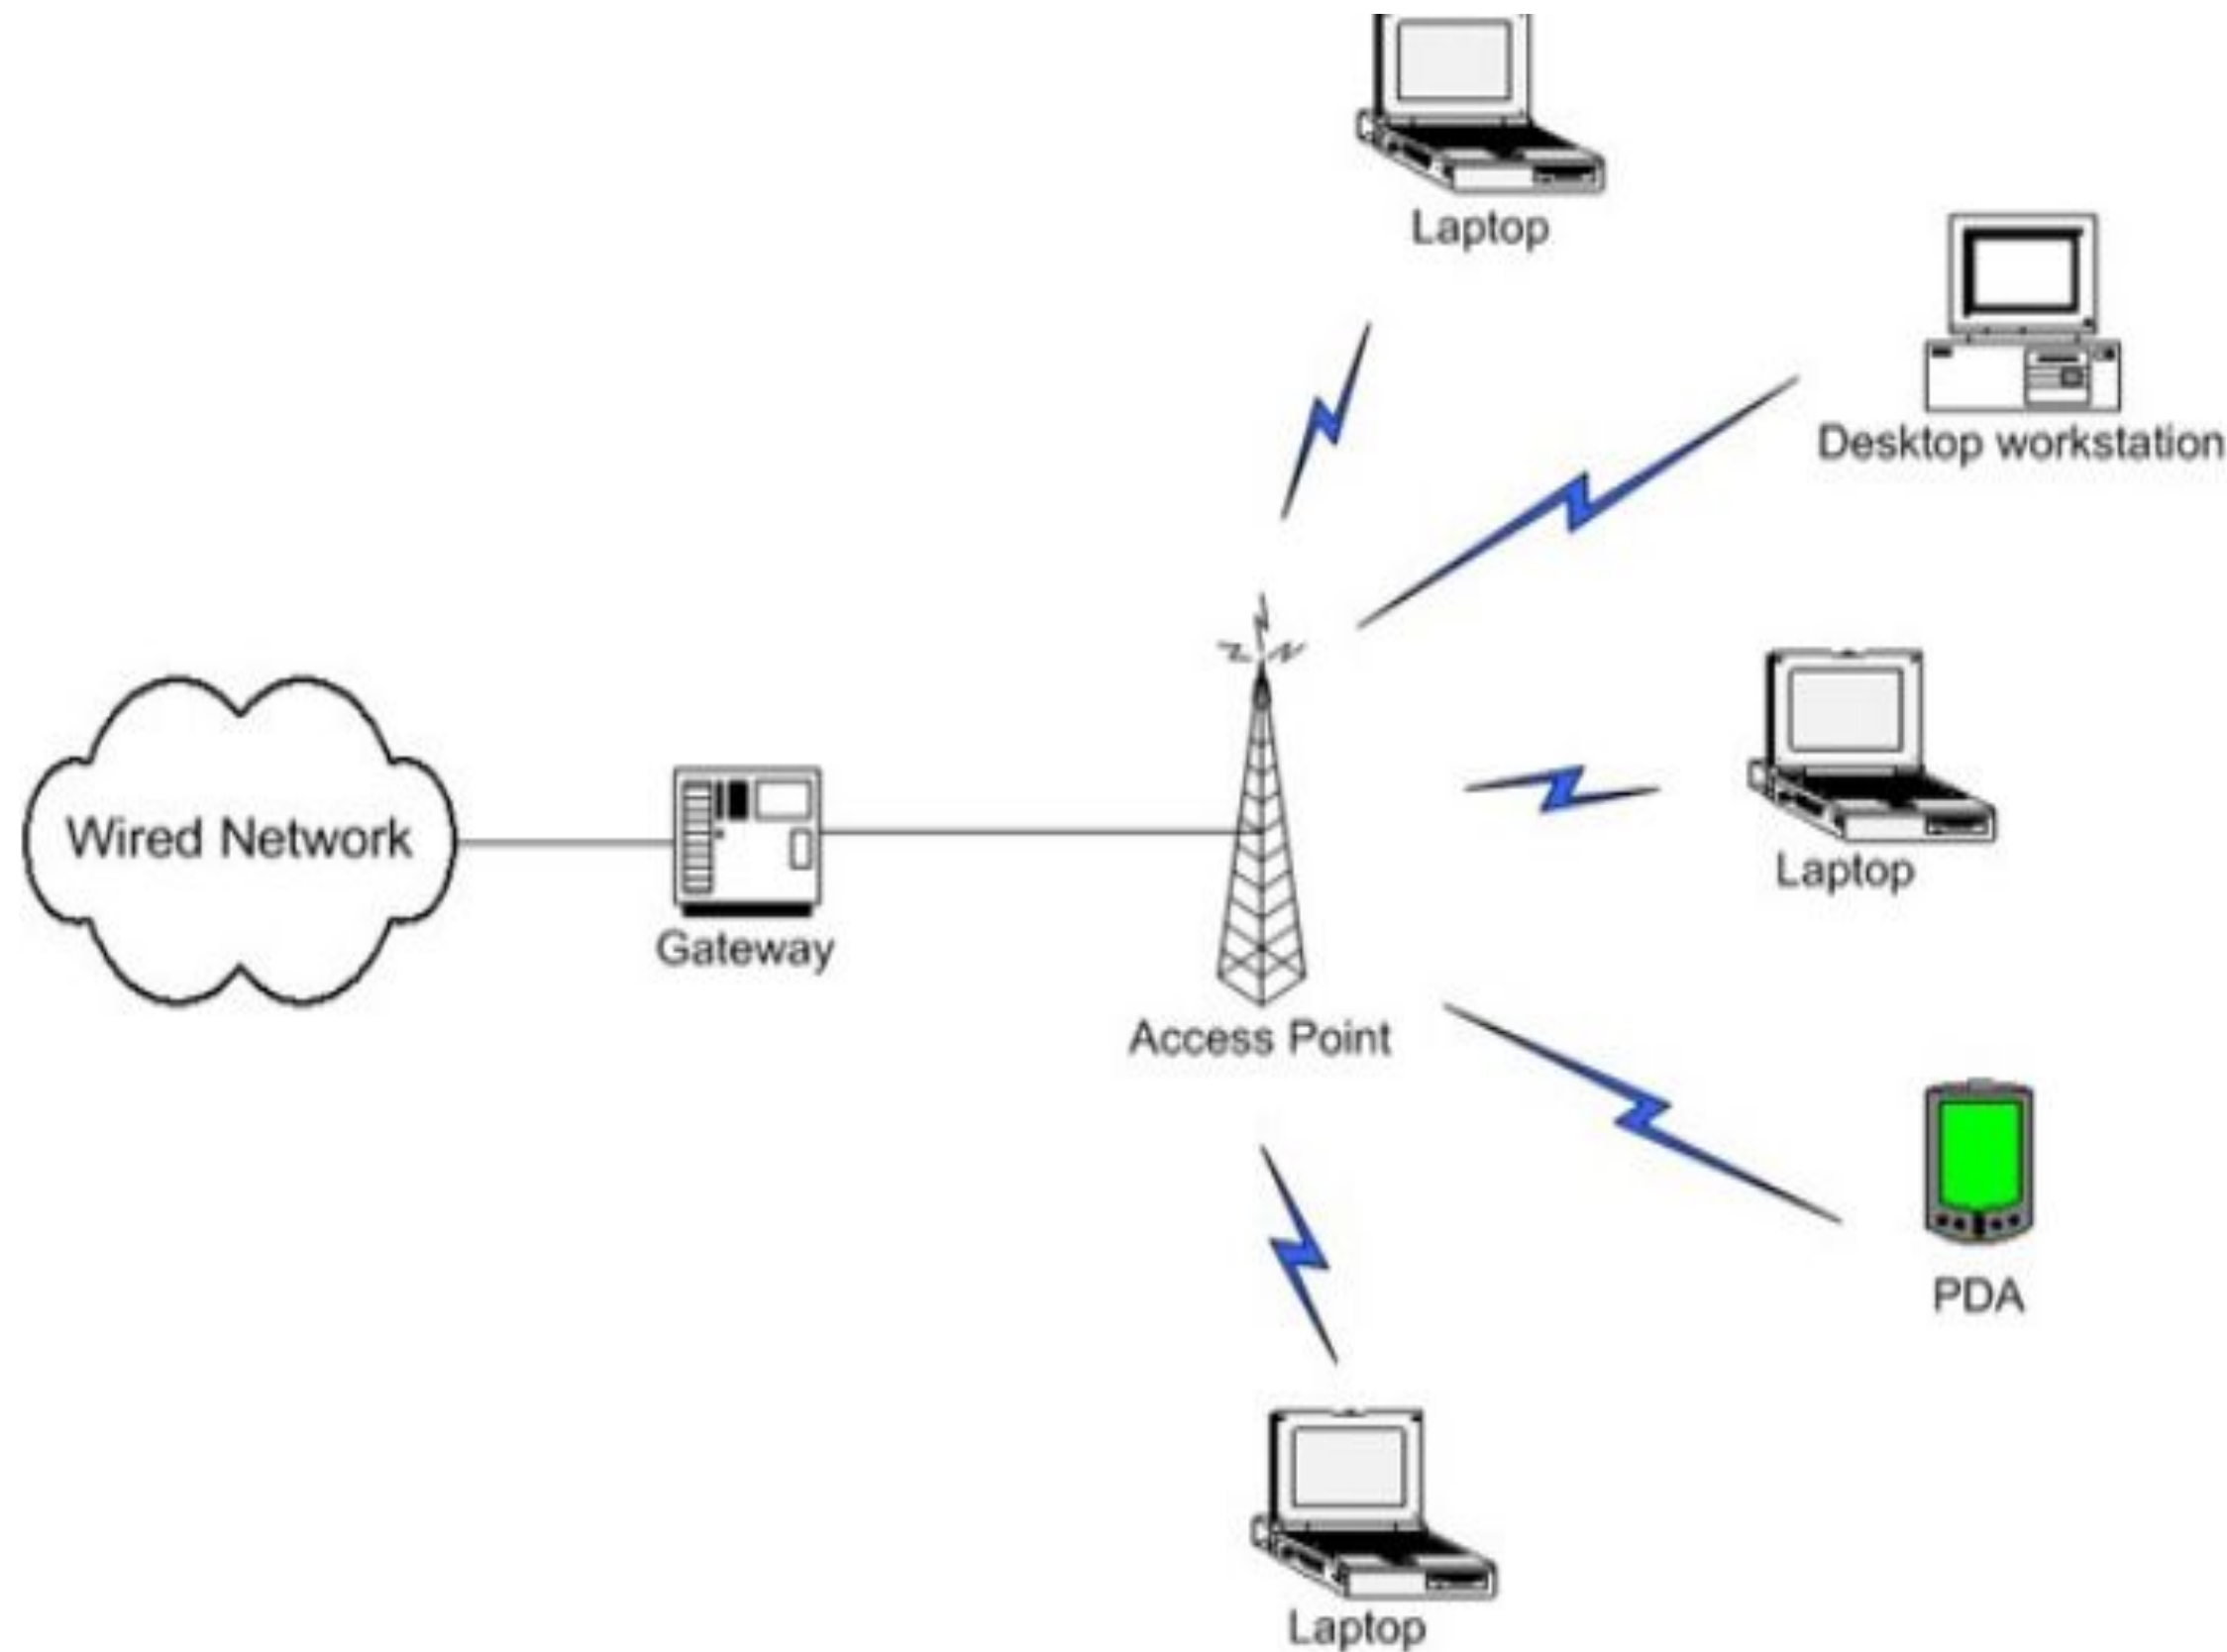 Laptop
Desktop workstation
Wired Network
Laptop
Gateway
Access Point
PDA
Laptop